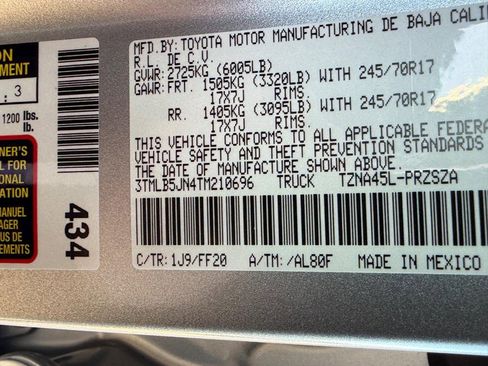 MFD.BY:TOYOTA MOTOR MANUFACTURING DE BAJA
R.L. DE C.V.
GVWR: 2725KG (6005LB)
GAWR:FRT. 1505KG (3320LB) WITH 245/70R17
17X7J RIMS.
RR. 1405KG (3095LB) WITH 245/70R17
17X7J RIMS.
THIS VEHICLE CONFORMS TO ALL APPLICABLE
VEHICLE SAFETY AND THEFT PREVENTION STANDARDS
THE DATE OF MANUFACTURE SHOWN ABOVE.
3TMLB5JN4TM210696 TRUCK TZNA45L-PRZSZA
C/TR: 1J9/FF20 A/TM: /AL80F MADE IN MEXICO
1200 lbs.
lb.
434